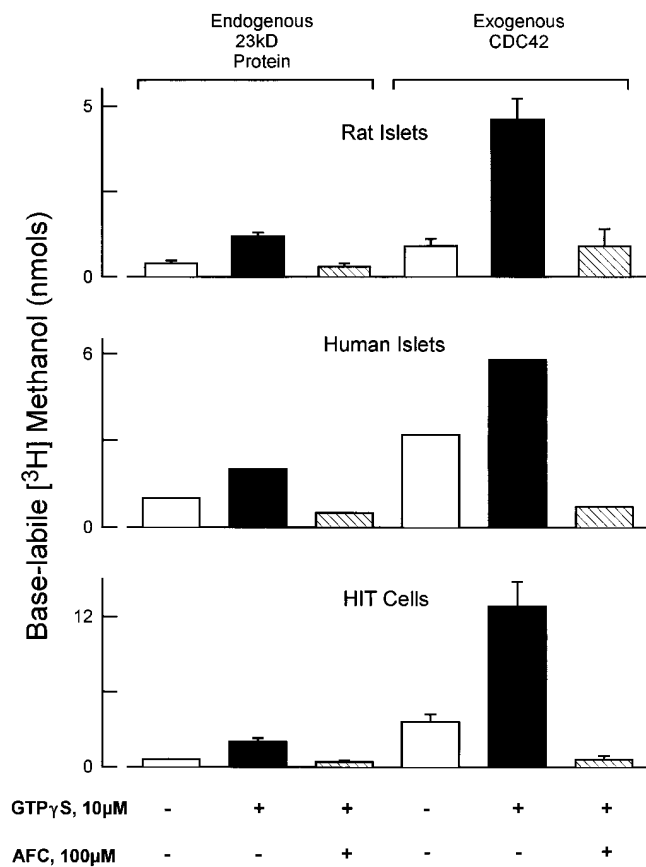 Endogenous
23kD
Protein
Exogenous
CDC42
Base-labile [³H] Methanol (nmols)
5
Rat Islets
0
6
Human Islets
0
12
HIT Cells
0
GTPγS, 10μM - + + - + +
AFC, 100μM - - + - - +